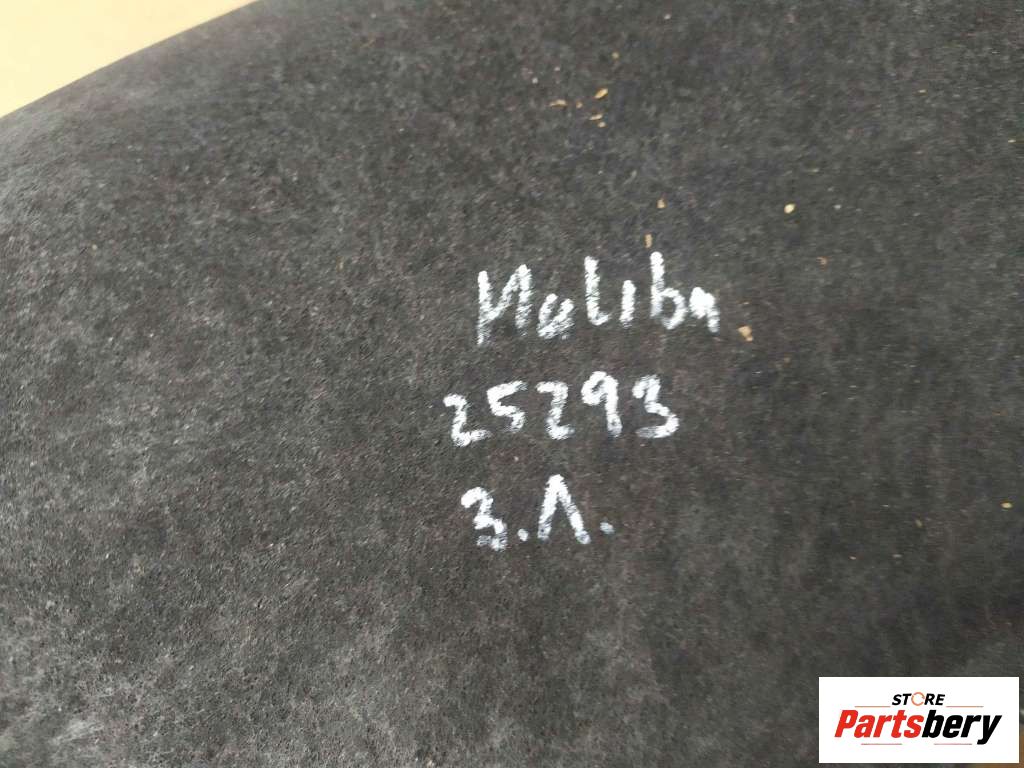 Malibu
25293
З.Л.
STORE
Partsbery